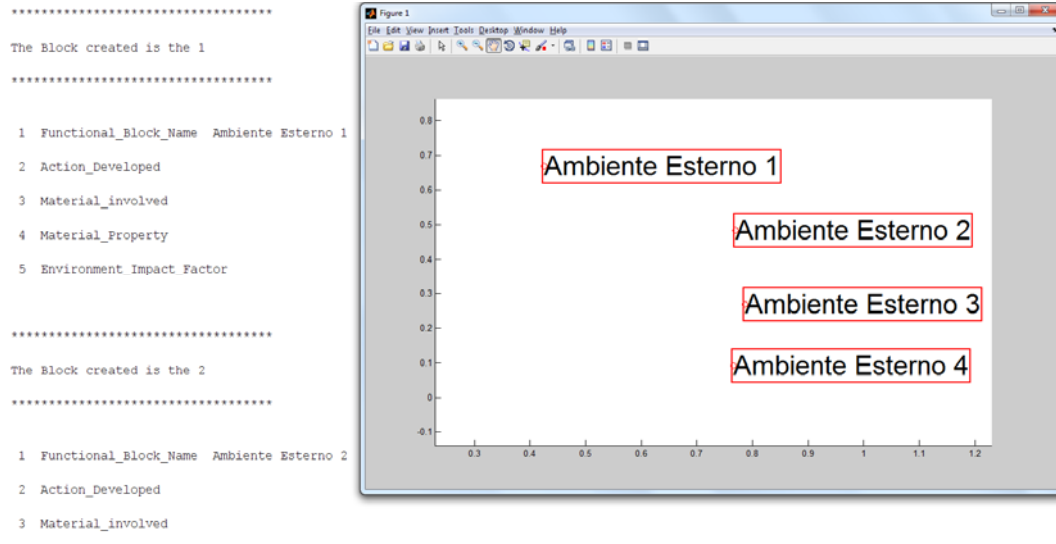 ***********************************
The Block created is the 1
***********************************
1 Functional_Block_Name Ambiente Esterno 1
2 Action_Developed
3 Material_involved
4 Material_Property
5 Environment_Impact_Factor
***********************************
The Block created is the 2
***********************************
1 Functional_Block_Name Ambiente Esterno 2
2 Action_Developed
3 Material_involved
Figure 1
File Edit View Insert Tools Desktop Window Help
0.8
0.7
0.6
0.5
0.4
0.3
0.2
0.1
0
-0.1
Ambiente Esterno 1
Ambiente Esterno 2
Ambiente Esterno 3
Ambiente Esterno 4
0.3 0.4 0.5 0.6 0.7 0.8 0.9 1 1.1 1.2